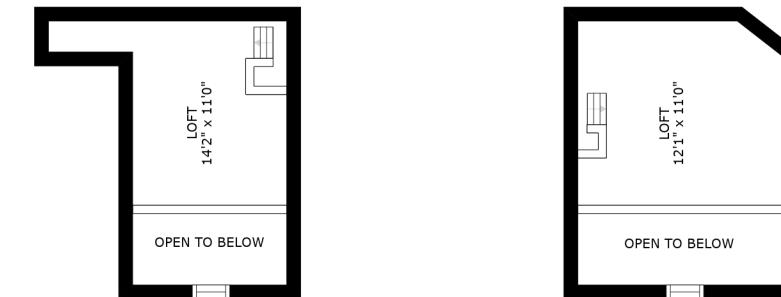 LOFT
14'2" x 11'0"
OPEN TO BELOW
LOFT
12'1" x 11'0"
OPEN TO BELOW